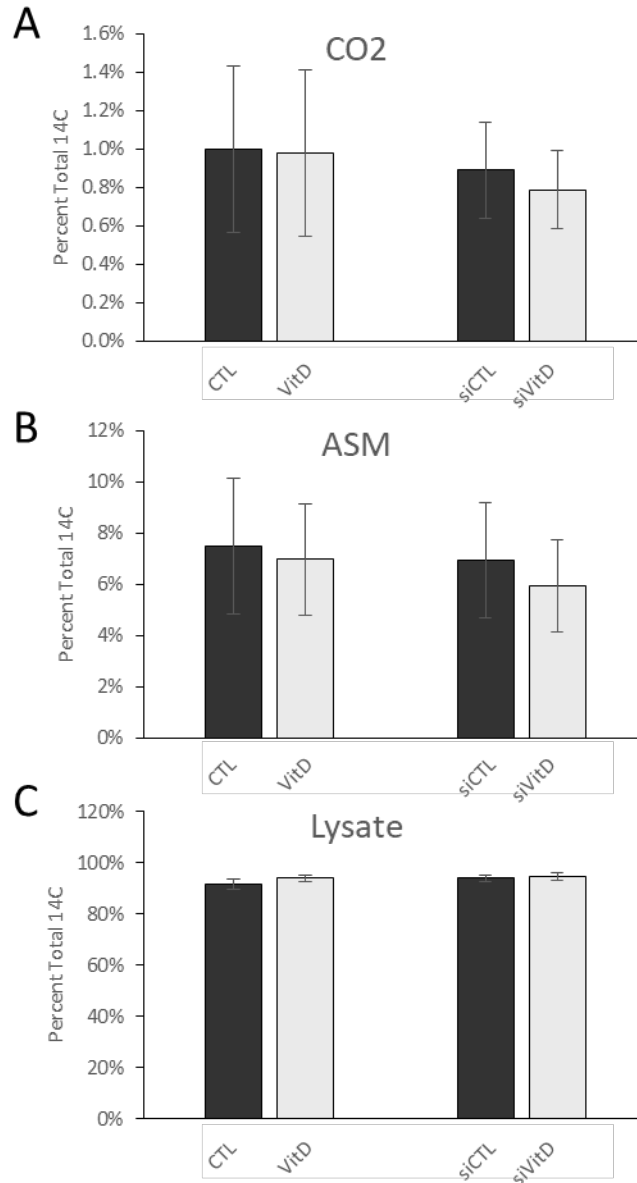 A
CO2
Percent Total 14C
1.6%
1.4%
1.2%
1.0%
0.8%
0.6%
0.4%
0.2%
0.0%
CTL
VitD
siCTL
siVitD
B
ASM
Percent Total 14C
12%
10%
8%
6%
4%
2%
0%
CTL
VitD
siCTL
siVitD
C
Lysate
Percent Total 14C
120%
100%
80%
60%
40%
20%
0%
CTL
VitD
siCTL
siVitD